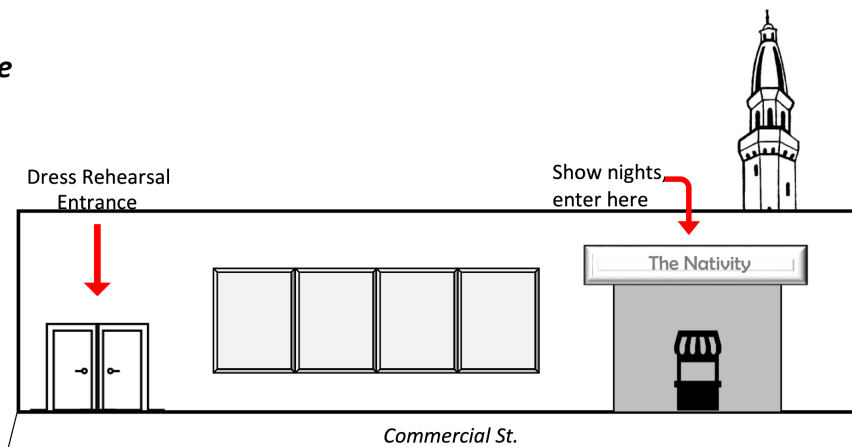 e
Dress Rehearsal
Entrance
Show nights,
enter here
The Nativity
Commercial St.